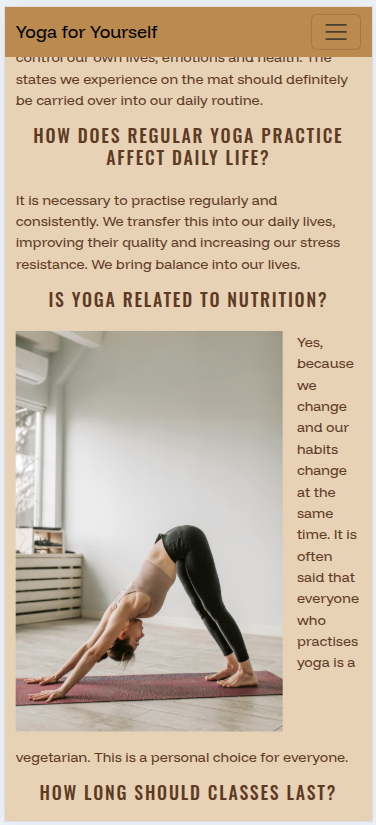 Yoga for Yourself
control our own lives, emotions and health. The
states we experience on the mat should definitely
be carried over into our daily routine.
HOW DOES REGULAR YOGA PRACTICE
AFFECT DAILY LIFE?
It is necessary to practise regularly and
consistently. We transfer this into our daily lives,
improving their quality and increasing our stress
resistance. We bring balance into our lives.
IS YOGA RELATED TO NUTRITION?
Yes,
because
we
change
and our
habits
change
at the
same
time. It is
often
said that
everyone
who
practises
yoga is a
vegetarian. This is a personal choice for everyone.
HOW LONG SHOULD CLASSES LAST?